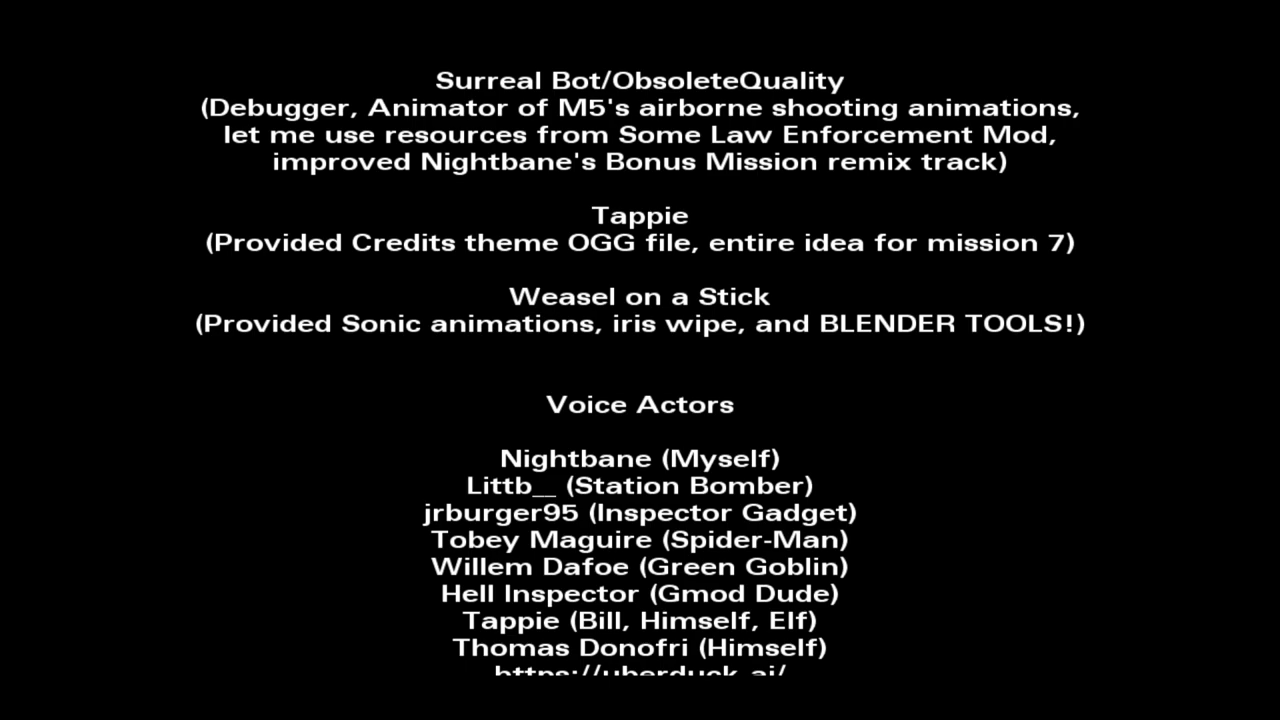 Surreal Bot/ObsoleteQuality
(Debugger, Animator of M5's airborne shooting animations,
let me use resources from Some Law Enforcement Mod,
improved Nightbane's Bonus Mission remix track)
Tappie
(Provided Credits theme OGG file, entire idea for mission 7)
Weasel on a Stick
(Provided Sonic animations, iris wipe, and BLENDER TOOLS!)
Voice Actors
Nightbane (Myself)
Littb__ (Station Bomber)
jrburger95 (Inspector Gadget)
Tobey Maguire (Spider-Man)
Willem Dafoe (Green Goblin)
Hell Inspector (Gmod Dude)
Tappie (Bill, Himself, Elf)
Thomas Donofri (Himself)
https://uberduck.ai/